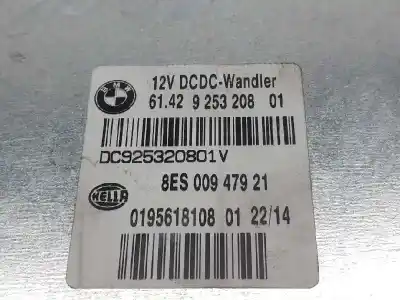 BMW
12V DCDC-Wandler
61.42 9 253 208 01
DC925320801V
8ES 009 479 21
HELLA
0195618108 01 22/14